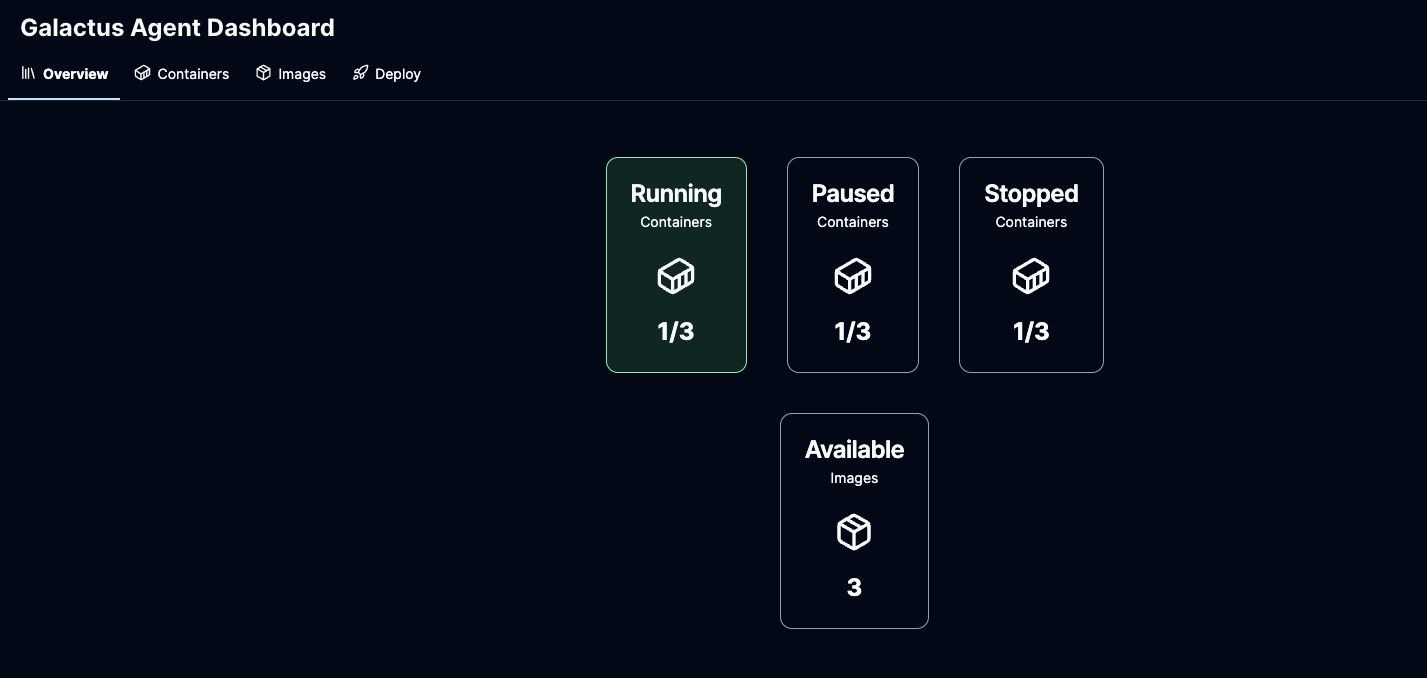 Galactus Agent Dashboard
Overview Containers Images Deploy
Running
Containers
1/3
Paused
Containers
1/3
Stopped
Containers
1/3
Available
Images
3